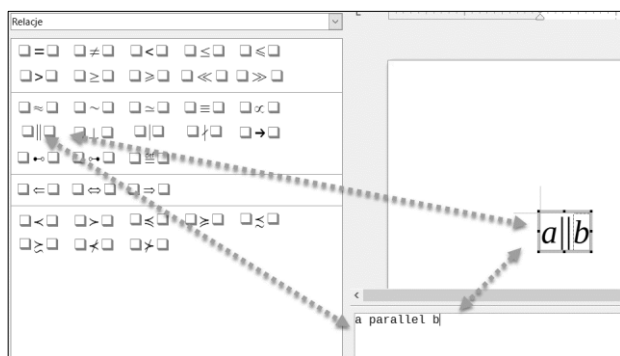 Relacje
□=□ □≠□ □<□ □≤□ □⩽□
□>□ □≥□ □⩾□ □≪□ □≫□
□≈□ □∼□ □≃□ □≡□ □∝□
□∥□ □⊥□ □∣□ □∤□ □→□
□⊷□ □⊶□ □≝□
□⇐□ □⇔□ □⇒□
□≺□ □≻□ □≼□ □≽□ □≾□
□≿□ □⊀□ □⊁□
a∥b
a parallel b